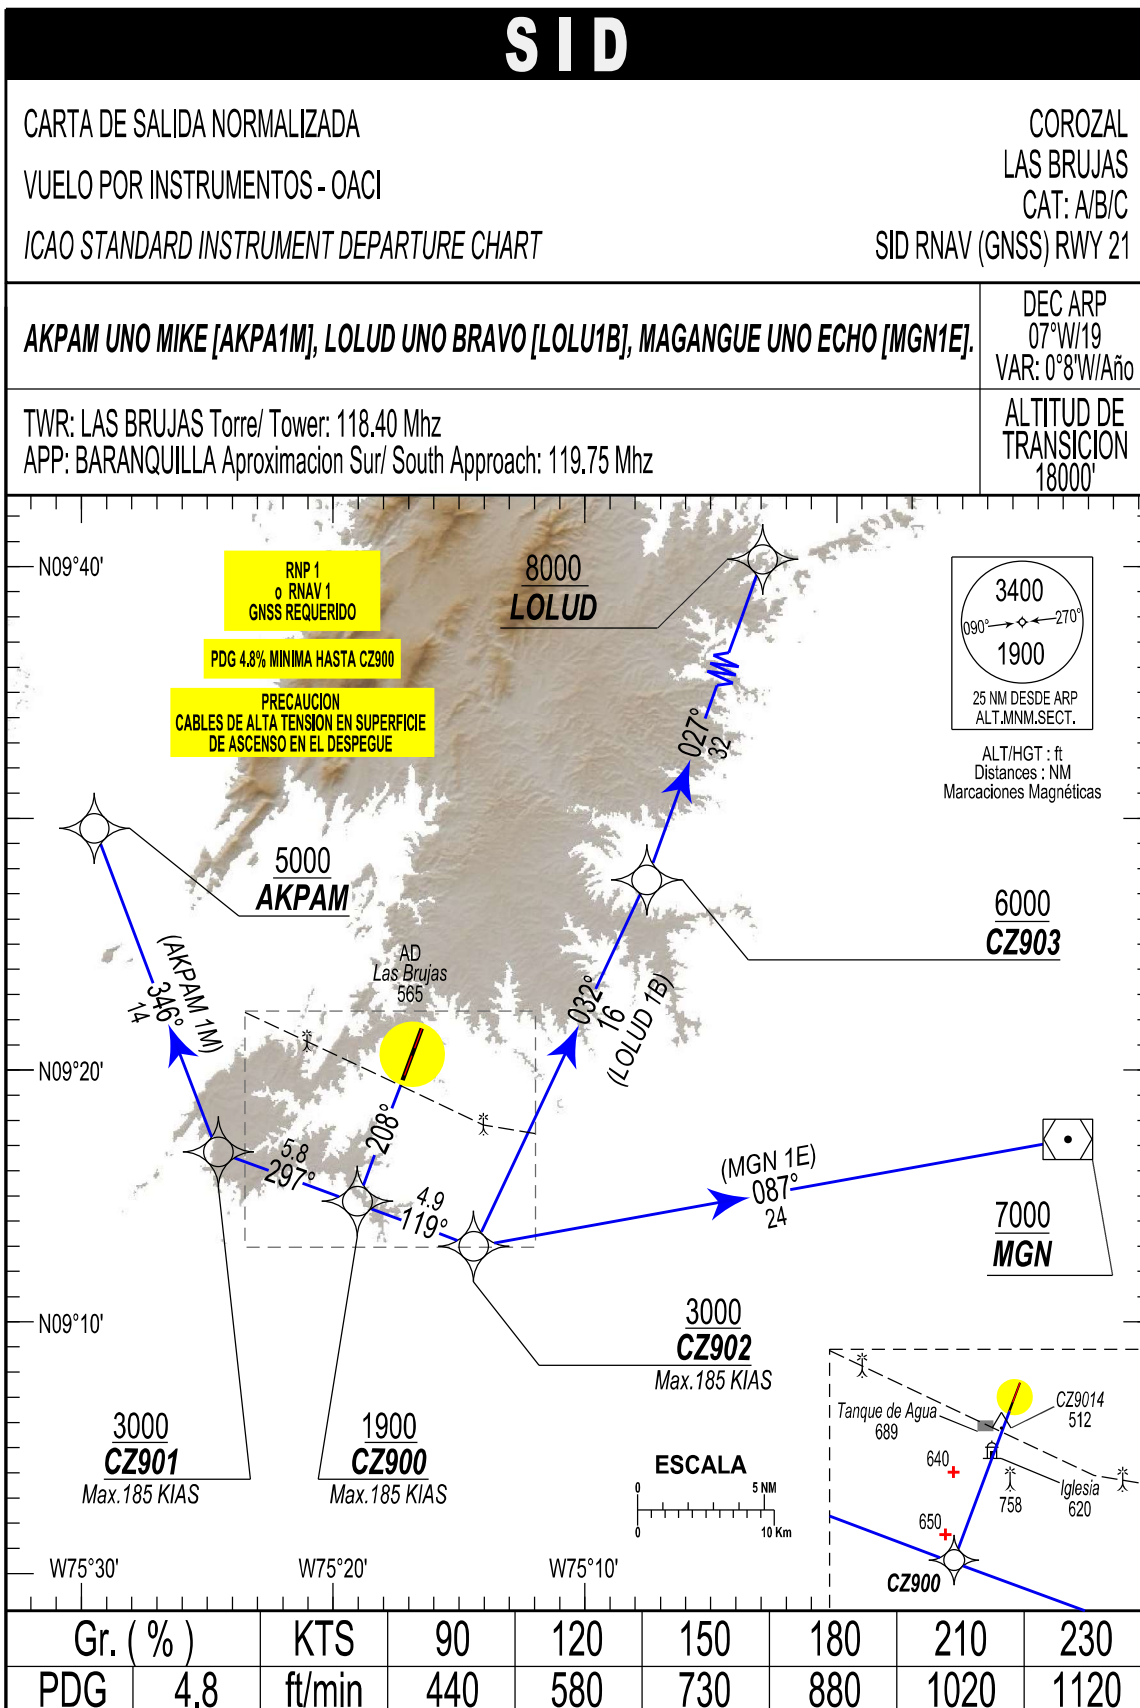 SID
CARTA DE SALIDA NORMALIZADA
VUELO POR INSTRUMENTOS - OACI
ICAO STANDARD INSTRUMENT DEPARTURE CHART
COROZAL
LAS BRUJAS
CAT: A/B/C
SID RNAV (GNSS) RWY 21
AKPAM UNO MIKE [AKPA1M], LOLUD UNO BRAVO [LOLU1B], MAGANGUE UNO ECHO [MGN1E].
DEC ARP
07°W/19
VAR: 0°8'W/Año
TWR: LAS BRUJAS Torre/ Tower: 118.40 Mhz
APP: BARANQUILLA Aproximacion Sur/ South Approach: 119.75 Mhz
ALTITUD DE
TRANSICION
18000'
N09°40'
RNP 1
o RNAV 1
GNSS REQUERIDO
PDG 4.8% MINIMA HASTA CZ900
PRECAUCION
CABLES DE ALTA TENSION EN SUPERFICIE
DE ASCENSO EN EL DESPEGUE
8000
LOLUD
3400
090° 270°
1900
25 NM DESDE ARP
ALT.MNM.SECT.
ALT/HGT : ft
Distances : NM
Marcaciones Magnéticas
027°
32
5000
AKPAM
6000
CZ903
(AKPAM 1M)
346°
14
AD
Las Brujas
565
032°
16
(LOLUD 1B)
N09°20'
208°
5.8
297°
4.9
119°
(MGN 1E)
087°
24
7000
MGN
N09°10'
3000
CZ902
Max.185 KIAS
3000
CZ901
Max.185 KIAS
1900
CZ900
Max.185 KIAS
ESCALA
0 5 NM
0 10 Km
Tanque de Agua
689
CZ9014
512
640
758
Iglesia
620
650
CZ900
W75°30'
W75°20'
W75°10'
Gr. ( % ) KTS 90 120 150 180 210 230
PDG 4.8 ft/min 440 580 730 880 1020 1120